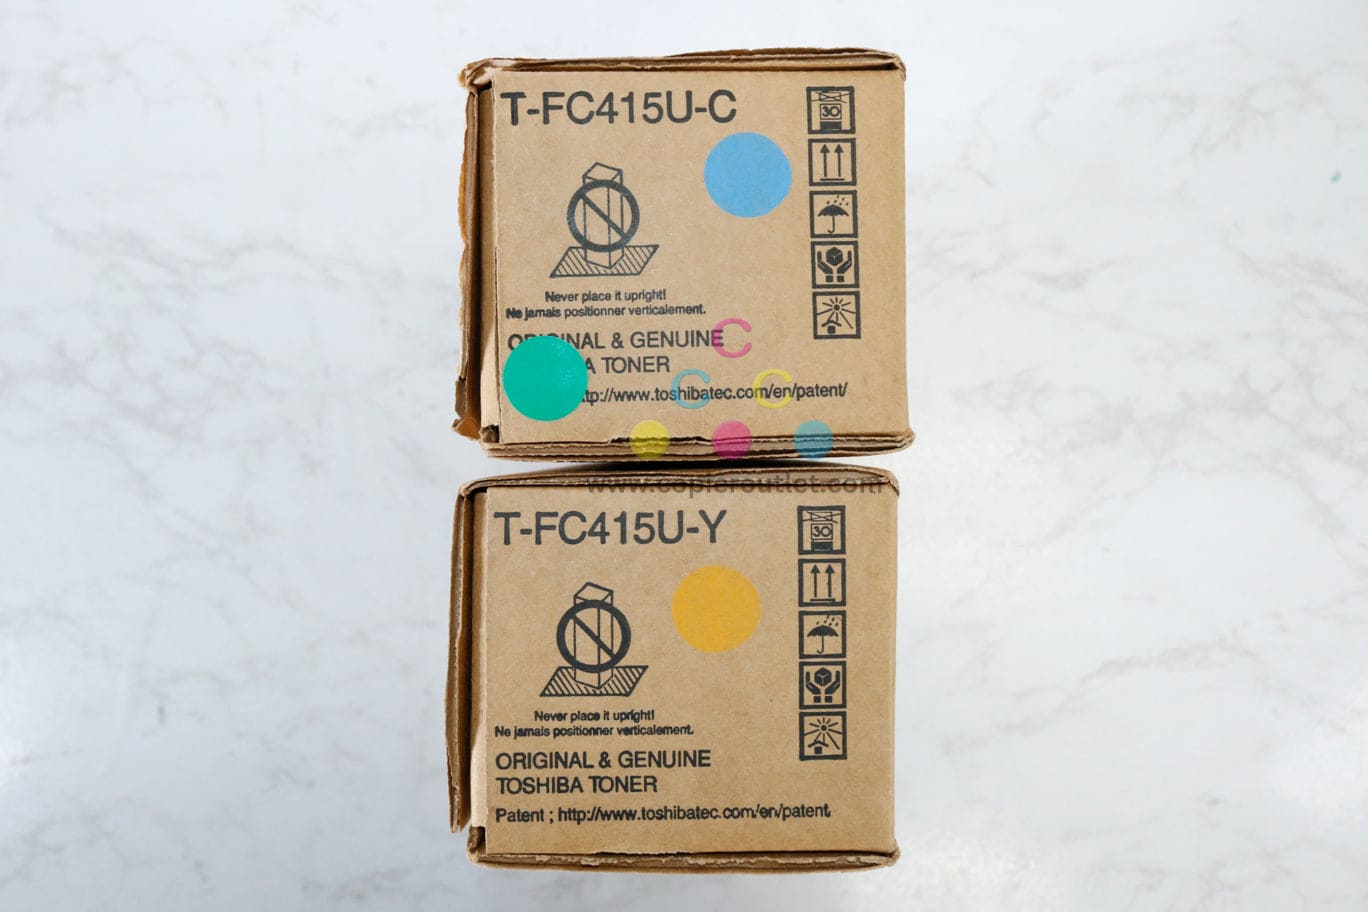 T-FC415U-C
30
Never place it upright!
Ne jamais positionner verticalement.
ORIGINAL & GENUINE
TONER
http://www.toshibatec.com/en/patent/
C
C C
www.copieroutlet.com
T-FC415U-Y
30
Never place it upright!
Ne jamais positionner verticalement.
ORIGINAL & GENUINE
TOSHIBA TONER
Patent ; http://www.toshibatec.com/en/patent